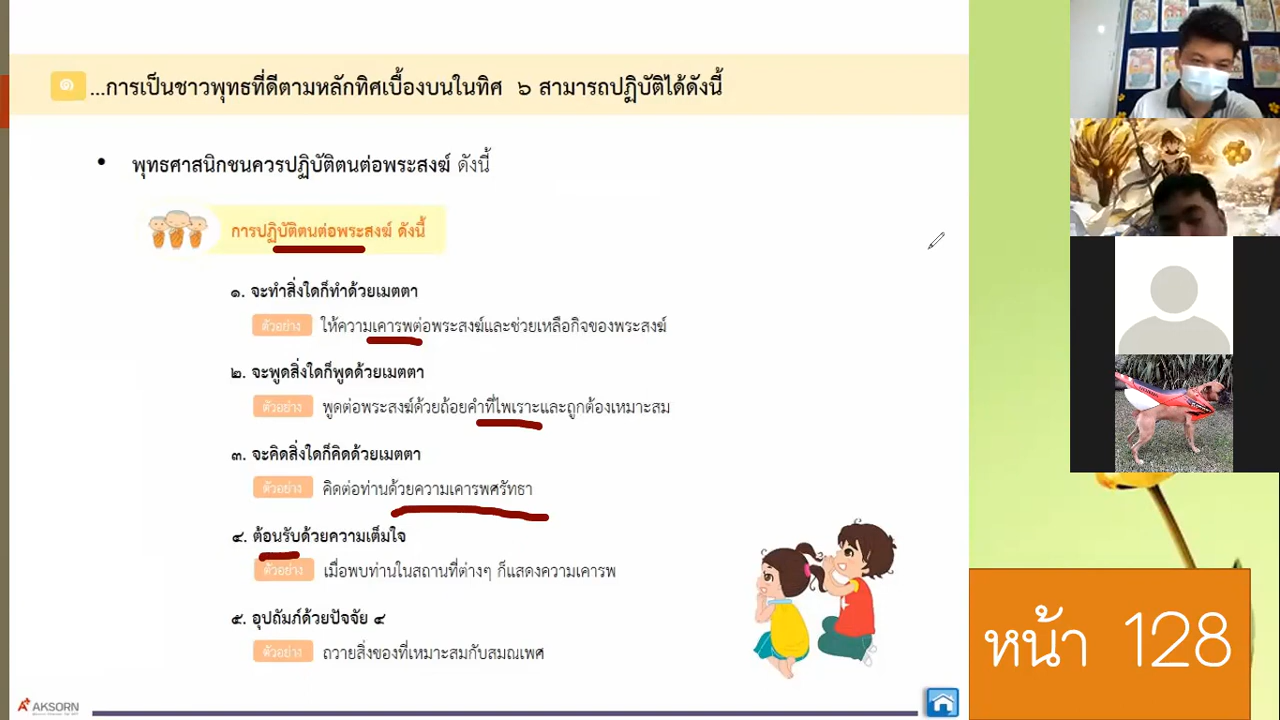 ๑ ...การเป็นชาวพุทธที่ดีตามหลักทิศเบื้องบนในทิศ ๖ สามารถปฏิบัติได้ดังนี้
• พุทธศาสนิกชนควรปฏิบัติตนต่อพระสงฆ์ ดังนี้
การปฏิบัติตนต่อพระสงฆ์ ดังนี้
๑. จะทำสิ่งใดก็ทำด้วยเมตตา
ตัวอย่าง ให้ความเคารพต่อพระสงฆ์และช่วยเหลือกิจของพระสงฆ์
๒. จะพูดสิ่งใดก็พูดด้วยเมตตา
ตัวอย่าง พูดต่อพระสงฆ์ด้วยถ้อยคำที่ไพเราะและถูกต้องเหมาะสม
๓. จะคิดสิ่งใดก็คิดด้วยเมตตา
ตัวอย่าง คิดต่อท่านด้วยความเคารพศรัทธา
๔. ต้อนรับด้วยความเต็มใจ
ตัวอย่าง เมื่อพบท่านในสถานที่ต่างๆ ก็แสดงความเคารพ
๕. อุปถัมภ์ด้วยปัจจัย ๔
ตัวอย่าง ถวายสิ่งของที่เหมาะสมกับสมณเพศ
หน้า 128
AKSORN